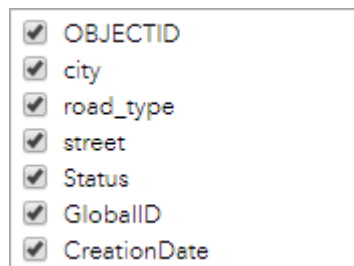 OBJECTID
city
road_type
street
Status
GlobalID
CreationDate